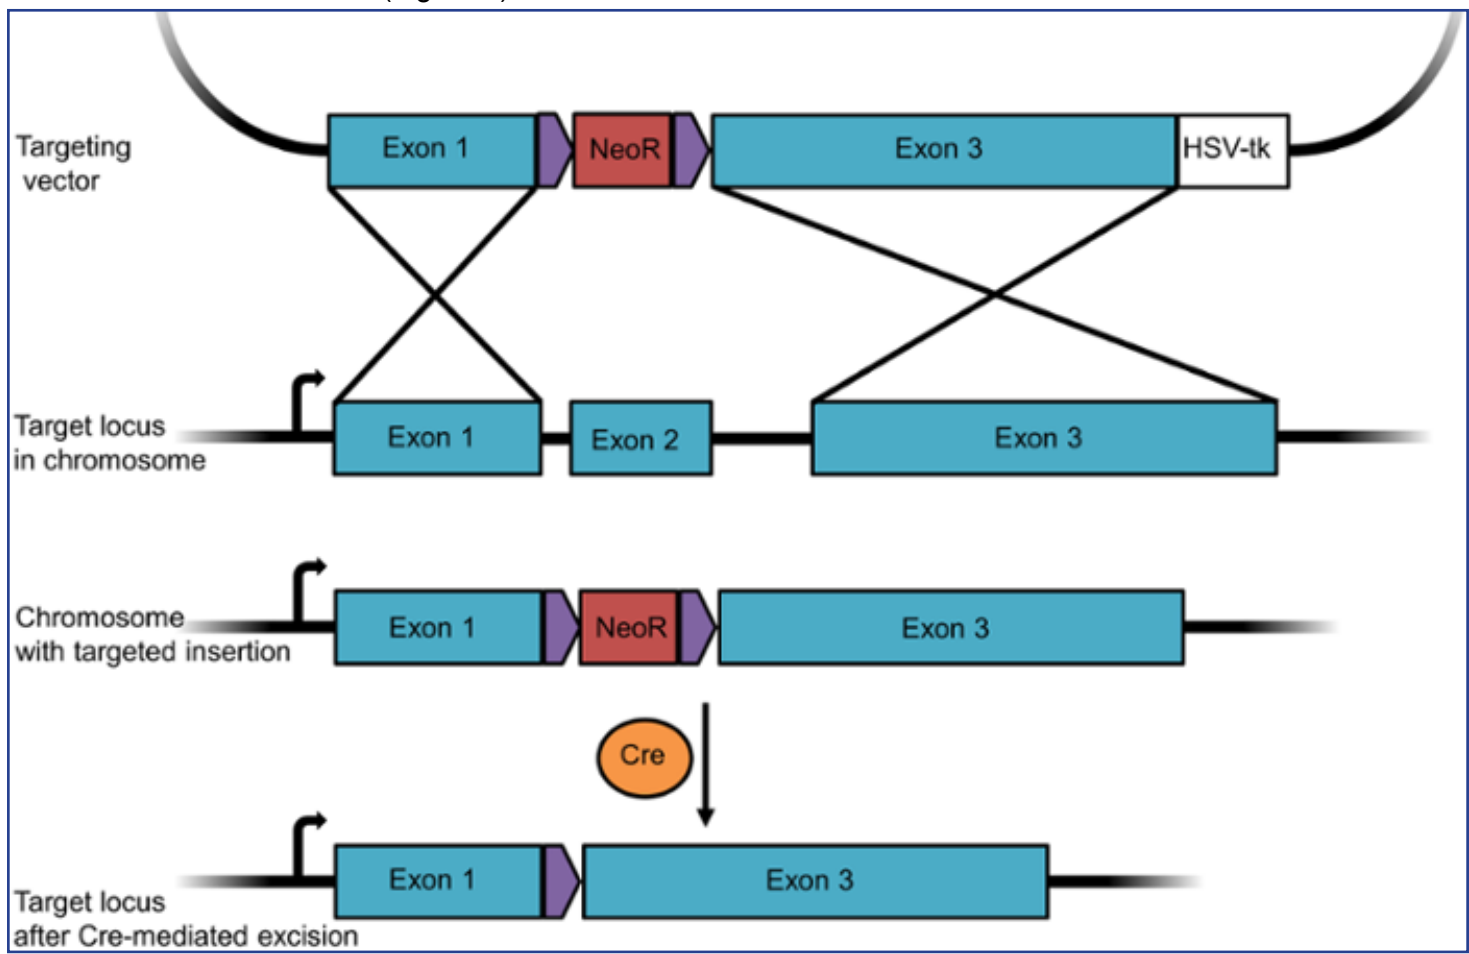 Targeting
vector
Exon 1
NeoR
Exon 3
HSV-tk
Target locus
in chromosome
Exon 1
Exon 2
Exon 3
Chromosome
with targeted insertion
Exon 1
NeoR
Exon 3
Cre
Target locus
after Cre-mediated excision
Exon 1
Exon 3